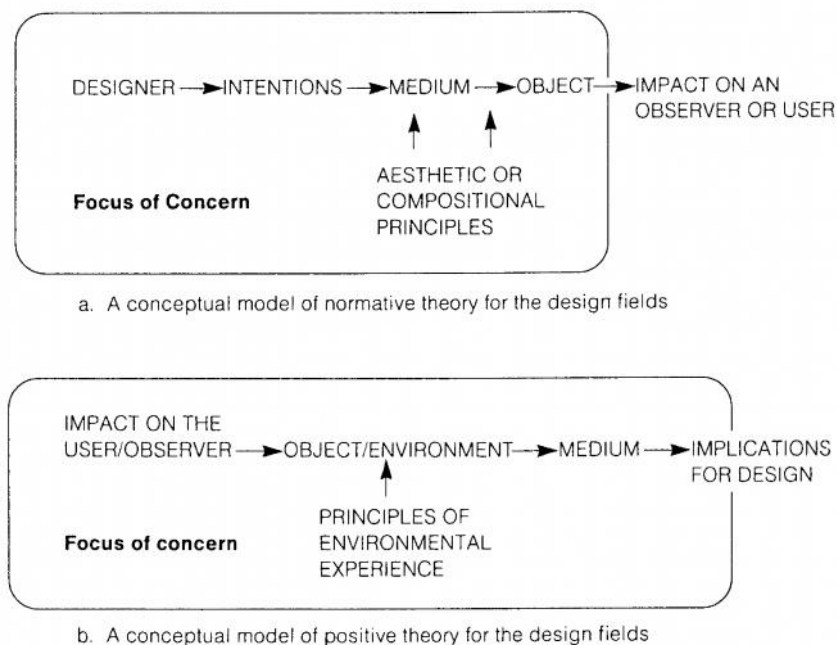 DESIGNER → INTENTIONS → MEDIUM → OBJECT → IMPACT ON AN
OBSERVER OR USER
AESTHETIC OR
COMPOSITIONAL
PRINCIPLES
Focus of Concern
a. A conceptual model of normative theory for the design fields
IMPACT ON THE
USER/OBSERVER → OBJECT/ENVIRONMENT → MEDIUM → IMPLICATIONS
FOR DESIGN
PRINCIPLES OF
ENVIRONMENTAL
EXPERIENCE
Focus of concern
b. A conceptual model of positive theory for the design fields